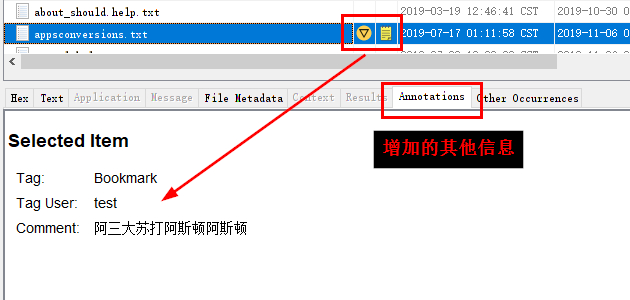 about_should.help.txt 2019-03-19 12:46:41 CST 2019-10-30
appsconversions.txt 2019-07-17 01:11:58 CST 2019-11-06
Hex Text Application Message File Metadata Context Results Annotations Other Occurrences
Selected Item
增加的其他信息
Tag: Bookmark
Tag User: test
Comment: 阿三大苏打阿斯顿阿斯顿